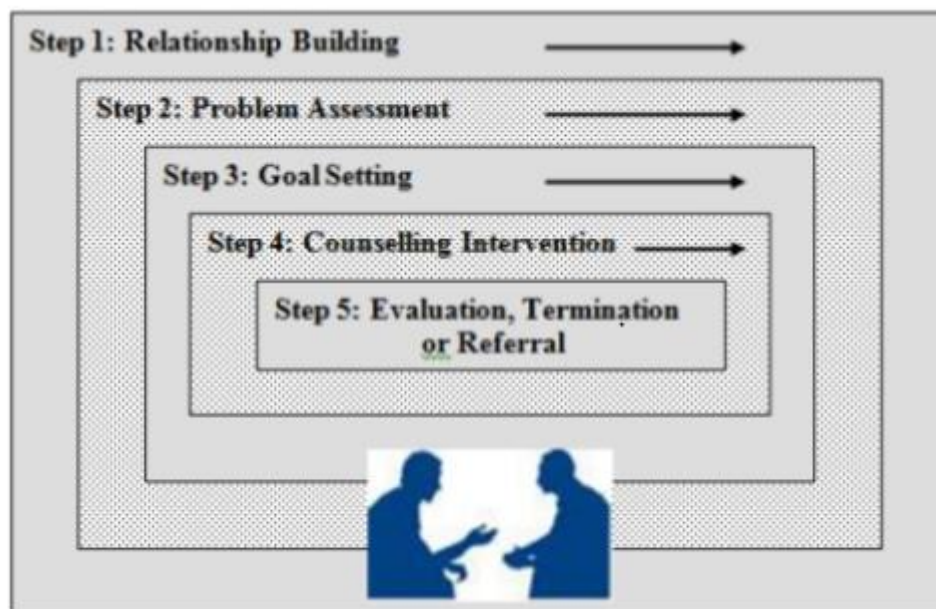 Step 1: Relationship Building
Step 2: Problem Assessment
Step 3: Goal Setting
Step 4: Counselling Intervention
Step 5: Evaluation, Termination
or Referral